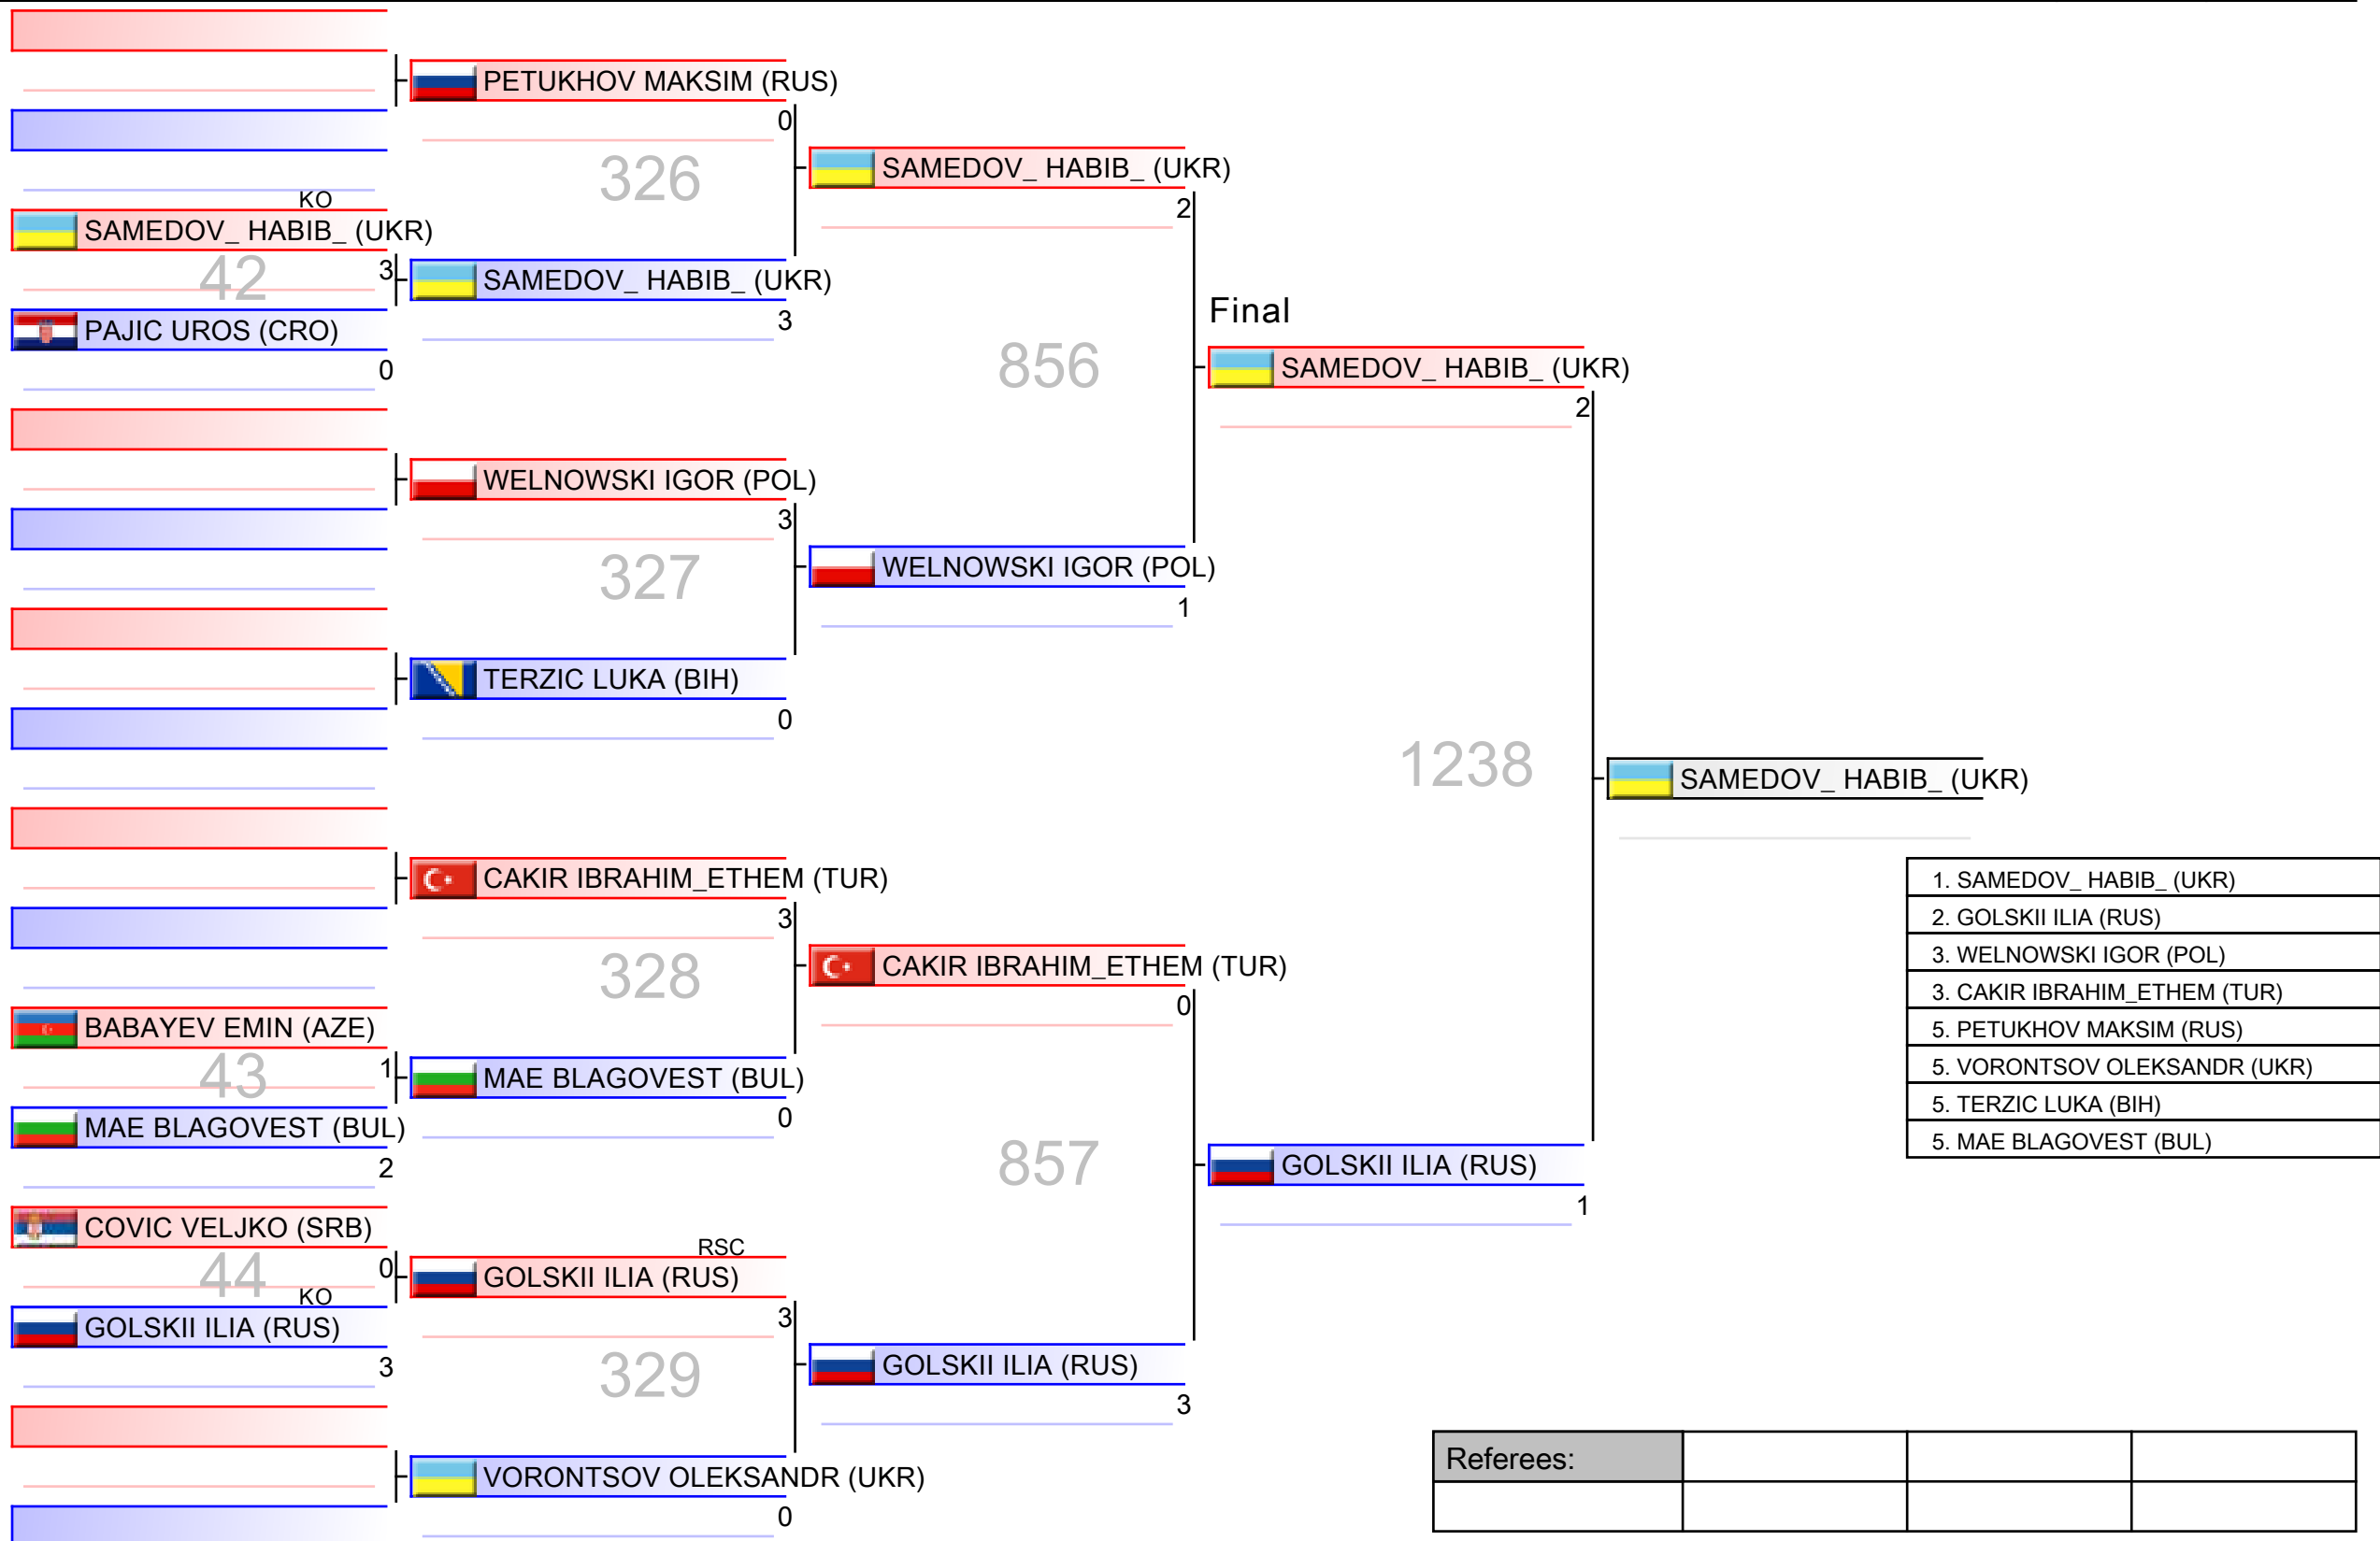 PETUKHOV MAKSIM (RUS)
0
326
SAMEDOV_ HABIB_ (UKR)
2
KO
SAMEDOV_ HABIB_ (UKR)
42
3
SAMEDOV_ HABIB_ (UKR)
3
PAJIC UROS (CRO)
0
Final
856
SAMEDOV_ HABIB_ (UKR)
2
WELNOWSKI IGOR (POL)
3
327
WELNOWSKI IGOR (POL)
1
TERZIC LUKA (BIH)
0
1238
SAMEDOV_ HABIB_ (UKR)
CAKIR IBRAHIM_ETHEM (TUR)
3
328
CAKIR IBRAHIM_ETHEM (TUR)
0
BABAYEV EMIN (AZE)
43
1
MAE BLAGOVEST (BUL)
0
MAE BLAGOVEST (BUL)
2
857
GOLSKII ILIA (RUS)
1
COVIC VELJKO (SRB)
44
0
RSC
GOLSKII ILIA (RUS)
3
KO
GOLSKII ILIA (RUS)
3
329
GOLSKII ILIA (RUS)
3
VORONTSOV OLEKSANDR (UKR)
0
1. SAMEDOV_ HABIB_ (UKR)
2. GOLSKII ILIA (RUS)
3. WELNOWSKI IGOR (POL)
3. CAKIR IBRAHIM_ETHEM (TUR)
5. PETUKHOV MAKSIM (RUS)
5. VORONTSOV OLEKSANDR (UKR)
5. TERZIC LUKA (BIH)
5. MAE BLAGOVEST (BUL)
Referees: